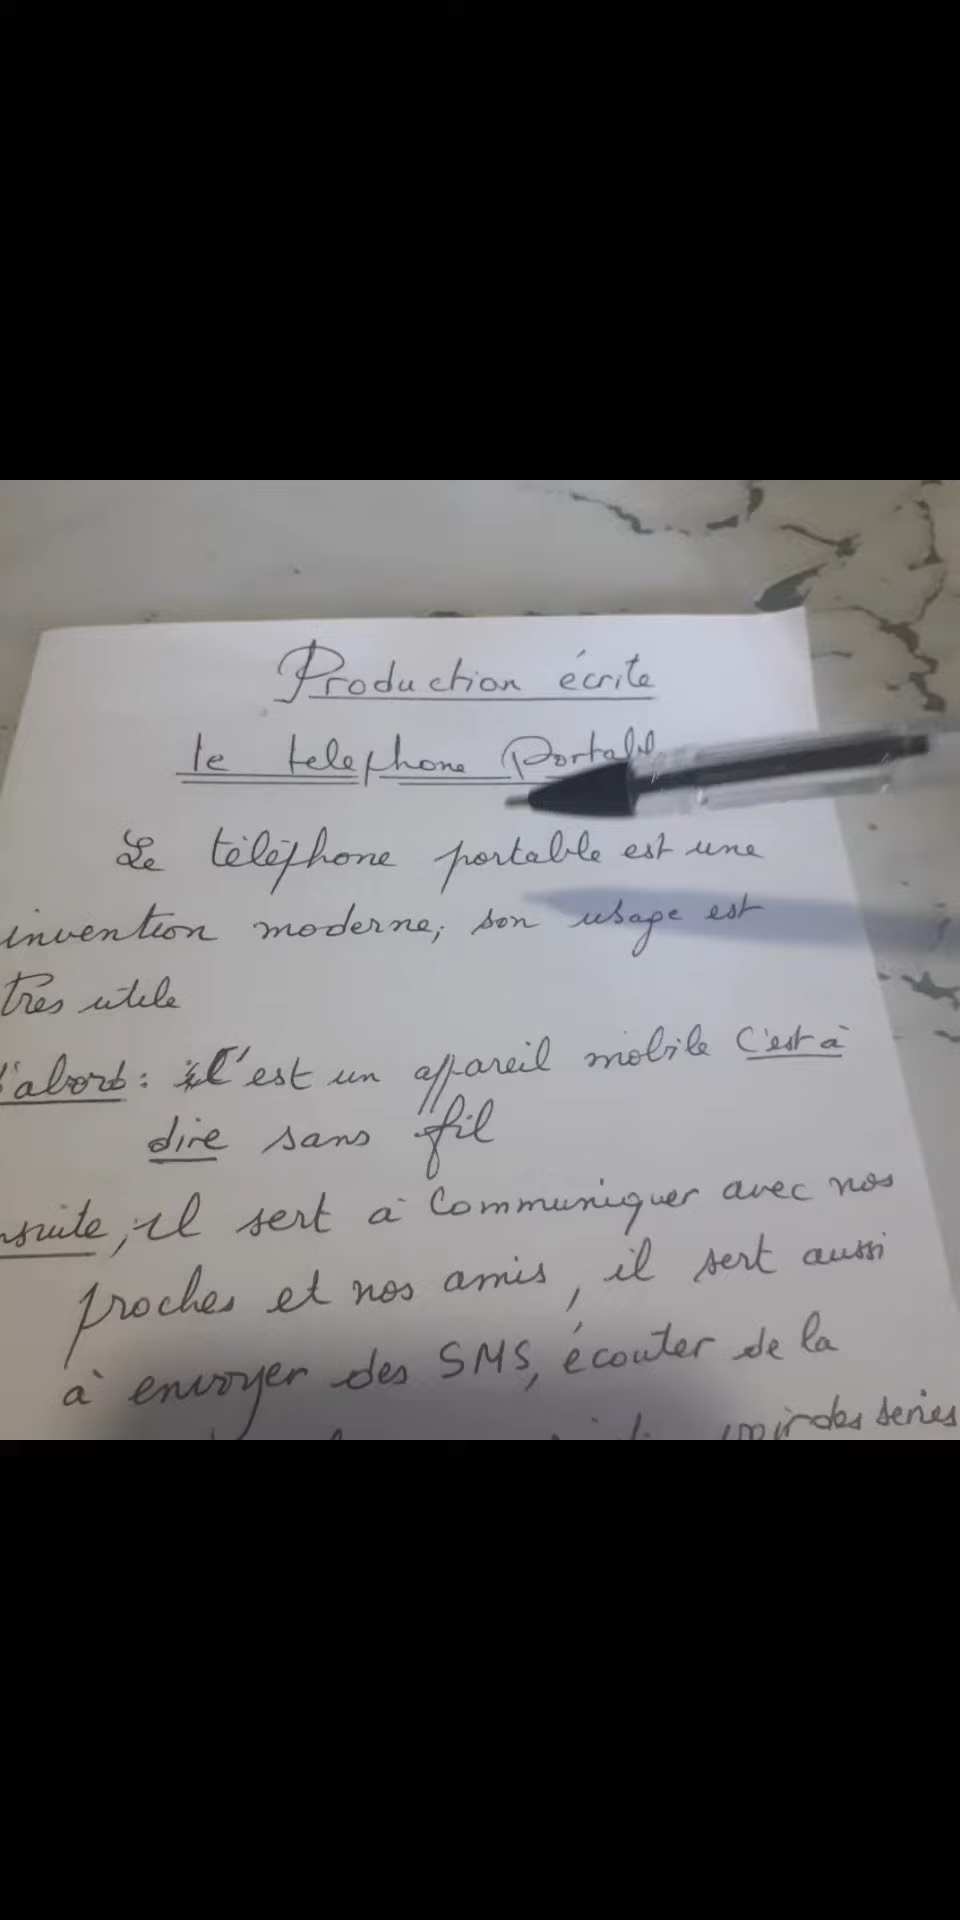 Production écrite
le telephone Portable
Le téléphone portable est une
invention moderne, son usage est
très utile
d'abord : c'est un appareil mobile c'est à
dire sans fil
ensuite, il sert à communiquer avec nos
proches et nos amis, il sert aussi
à envoyer des SMS, écouter de la
voir des series